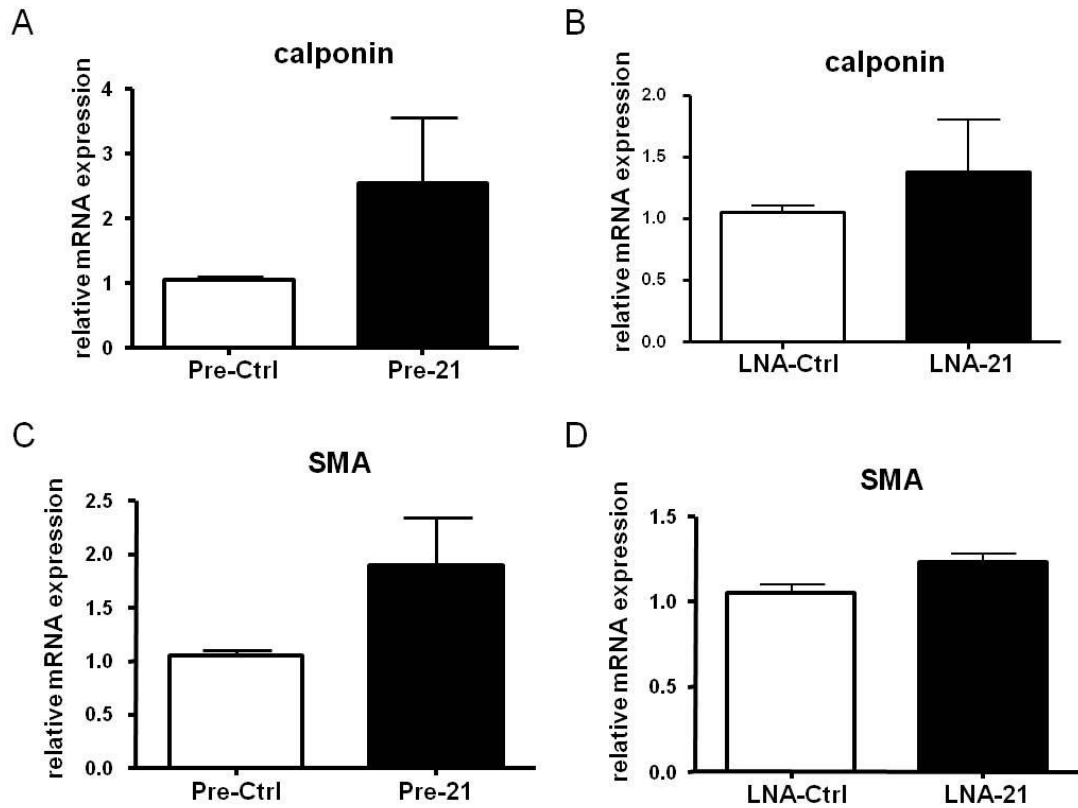 A
calponin
relative mRNA expression
4
3
2
1
0
Pre-Ctrl
Pre-21
B
calponin
relative mRNA expression
2.0
1.5
1.0
0.5
0.0
LNA-Ctrl
LNA-21
C
SMA
relative mRNA expression
2.5
2.0
1.5
1.0
0.5
0.0
Pre-Ctrl
Pre-21
D
SMA
relative mRNA expression
1.5
1.0
0.5
0.0
LNA-Ctrl
LNA-21